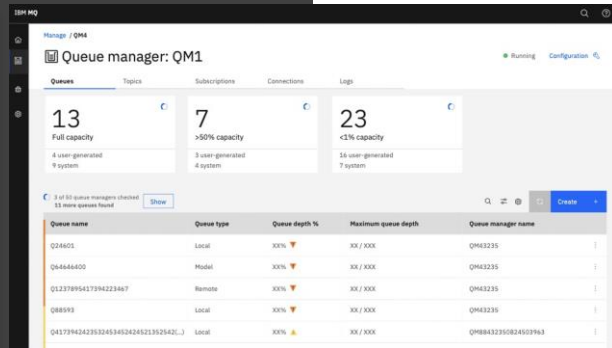 IBM MQ
Manage / QM4
Queue manager: QM1
Running
Configuration
Queues Topics Subscriptions Connections Logs
13 7 23
Full capacity >50% capacity <1% capacity
4 user-generated 3 user-generated 16 user-generated
9 system 4 system 7 system
3 of 50 queue managers checked
11 more queues found
Show
Create +
Queue name Queue type Queue depth % Maximum queue depth Queue manager name
Q24601 Local XX% XX / XXX QM43235
Q64646400 Model XX% XX / XXX QM43235
Q1237895417394223467 Remote XX% XX / XXX QM43235
Q88593 Local XX% XX / XXX QM43235
Local XX% XX / XXX QM88432350824503963